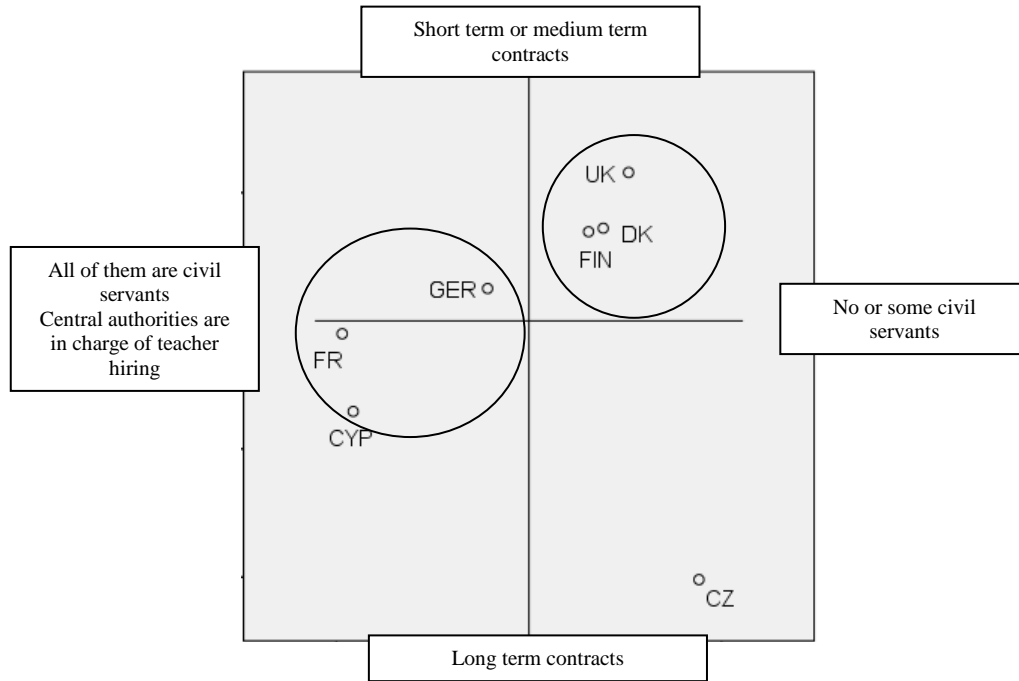 Short term or medium term
contracts
UK
DK
FIN
All of them are civil
servants
Central authorities are
in charge of teacher
hiring
GER
No or some civil
servants
FR
CYP
CZ
Long term contracts